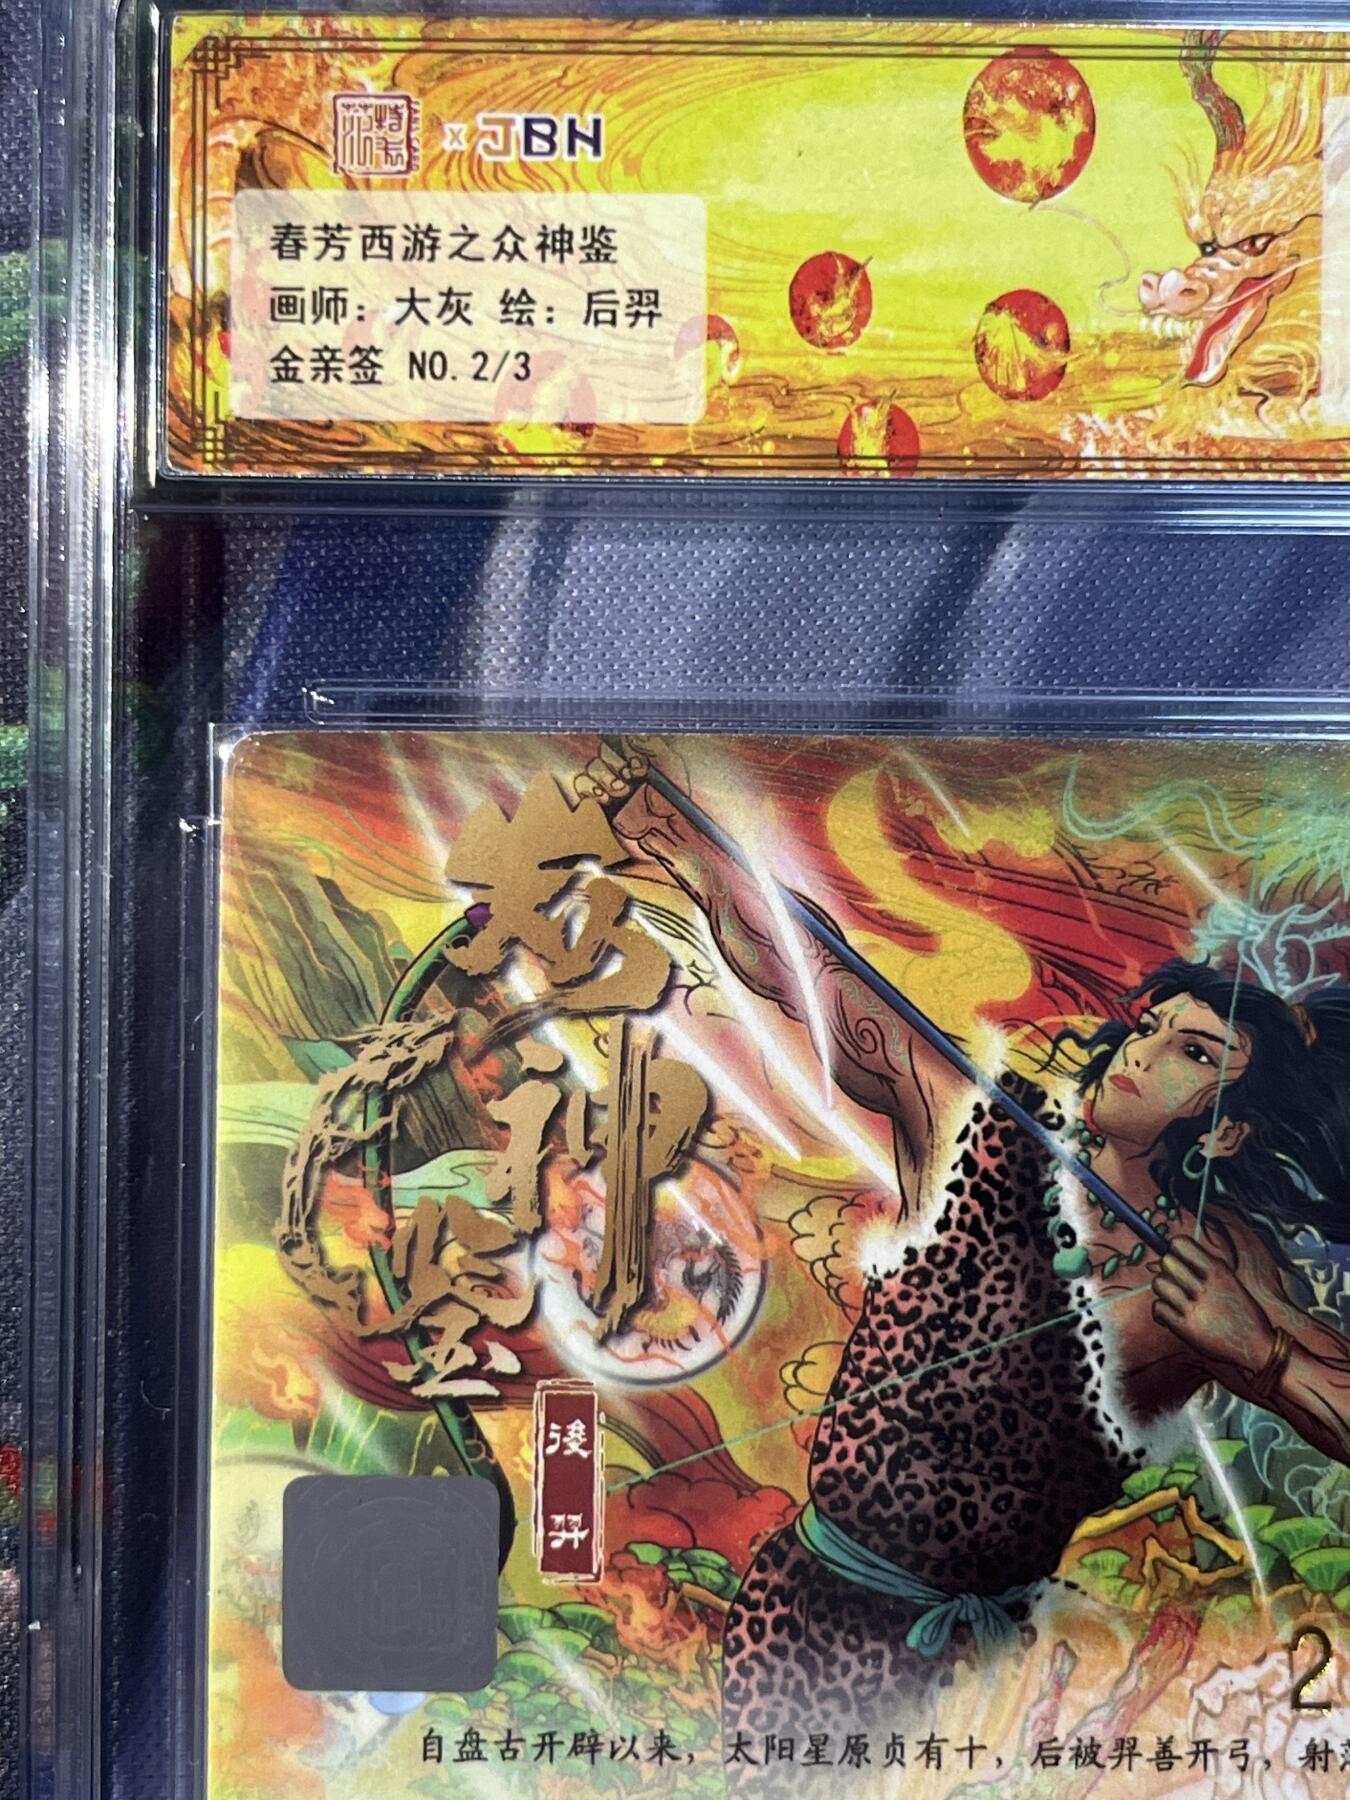 x JBH
春芳西游之众神鉴
画师：大灰 绘：后羿
金亲签 NO.2/3
众神鉴
後羿
2
自盘古开辟以来，太阳星原贞有十，后被羿善开弓，射